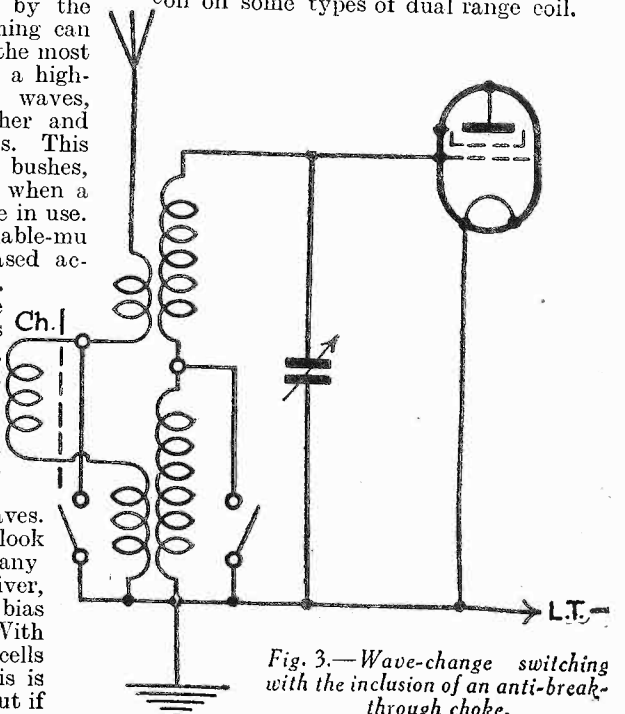 by the
ning can
the most
a high-
waves,
her and
s. This
bushes,
when a
e in use.
able-mu
ased ac-
aves.
look
any
iver,
bias
With
cells
is is
ut if
coil on some types of dual range coil.
Ch.1
L.T.-
Fig. 3.—Wave-change switching
with the inclusion of an anti-break-
through choke.